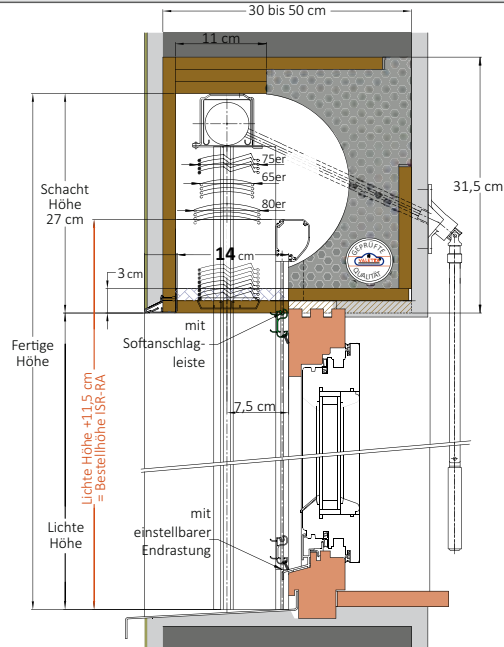 30 bis 50 cm
11 cm
75er
65er
80er
Schacht
Höhe
27 cm
31,5 cm
GEPRÜFTE
QUALITÄT
14 cm
3 cm
mit
Softanschlag-
leiste
Fertige
Höhe
7,5 cm
Lichte Höhe +11,5 cm
= Bestellhöhe ISR-RA
Lichte
Höhe
mit
einstellbarer
Endrastung